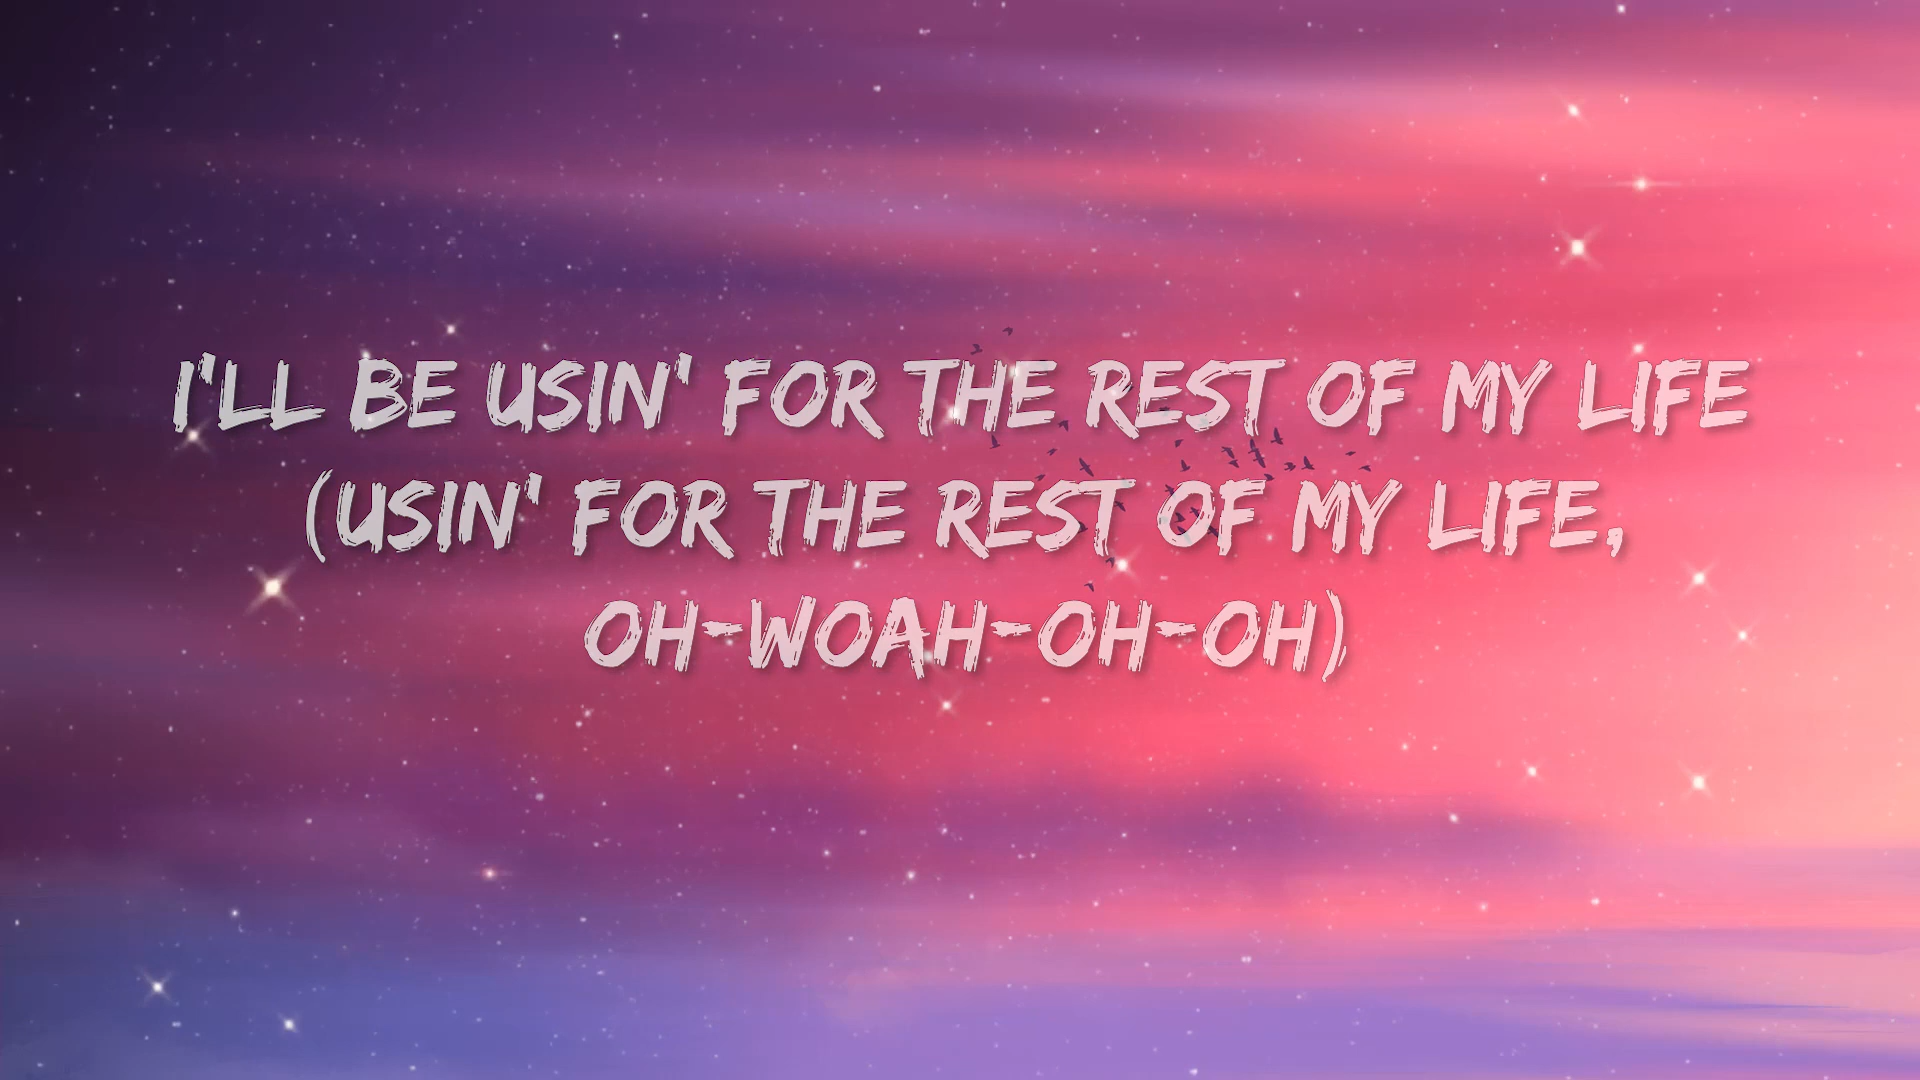 I'LL BE USIN' FOR THE REST OF MY LIFE
(USIN' FOR THE REST OF MY LIFE,
OH-WOAH-OH-OH)